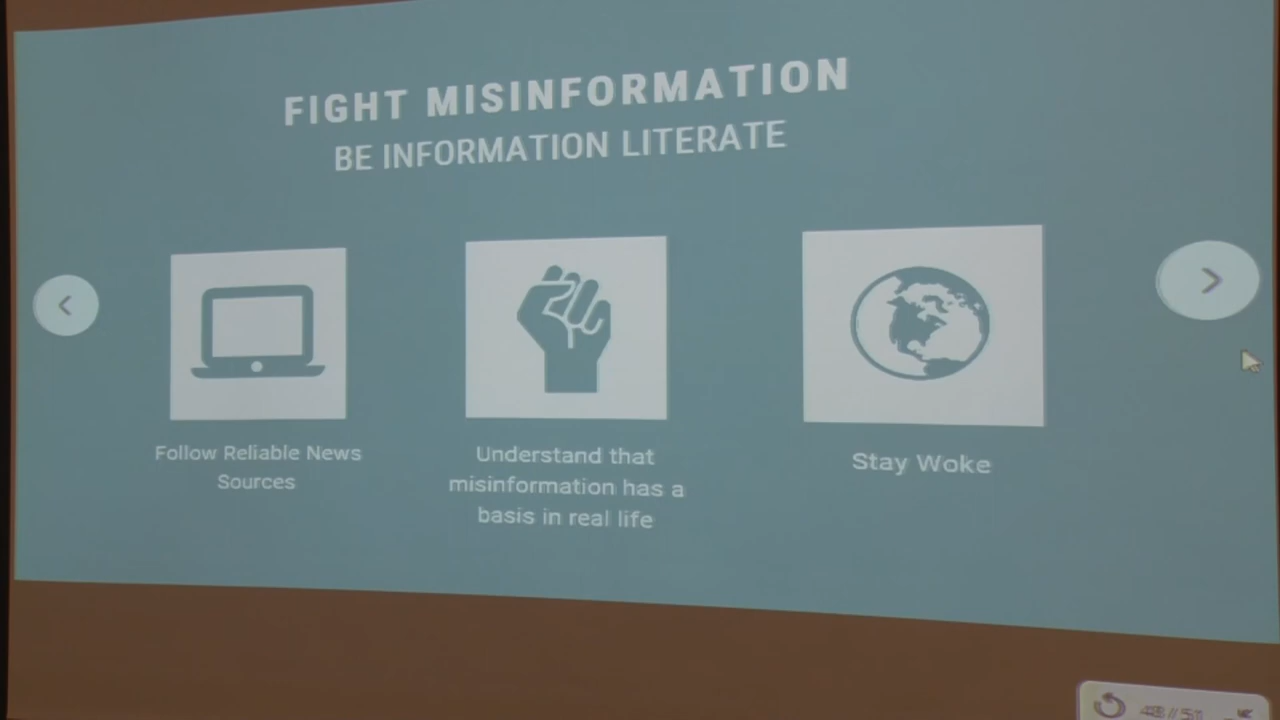 FIGHT MISINFORMATION
BE INFORMATION LITERATE
Follow Reliable News
Sources
Understand that
misinformation has a
basis in real life
Stay Woke